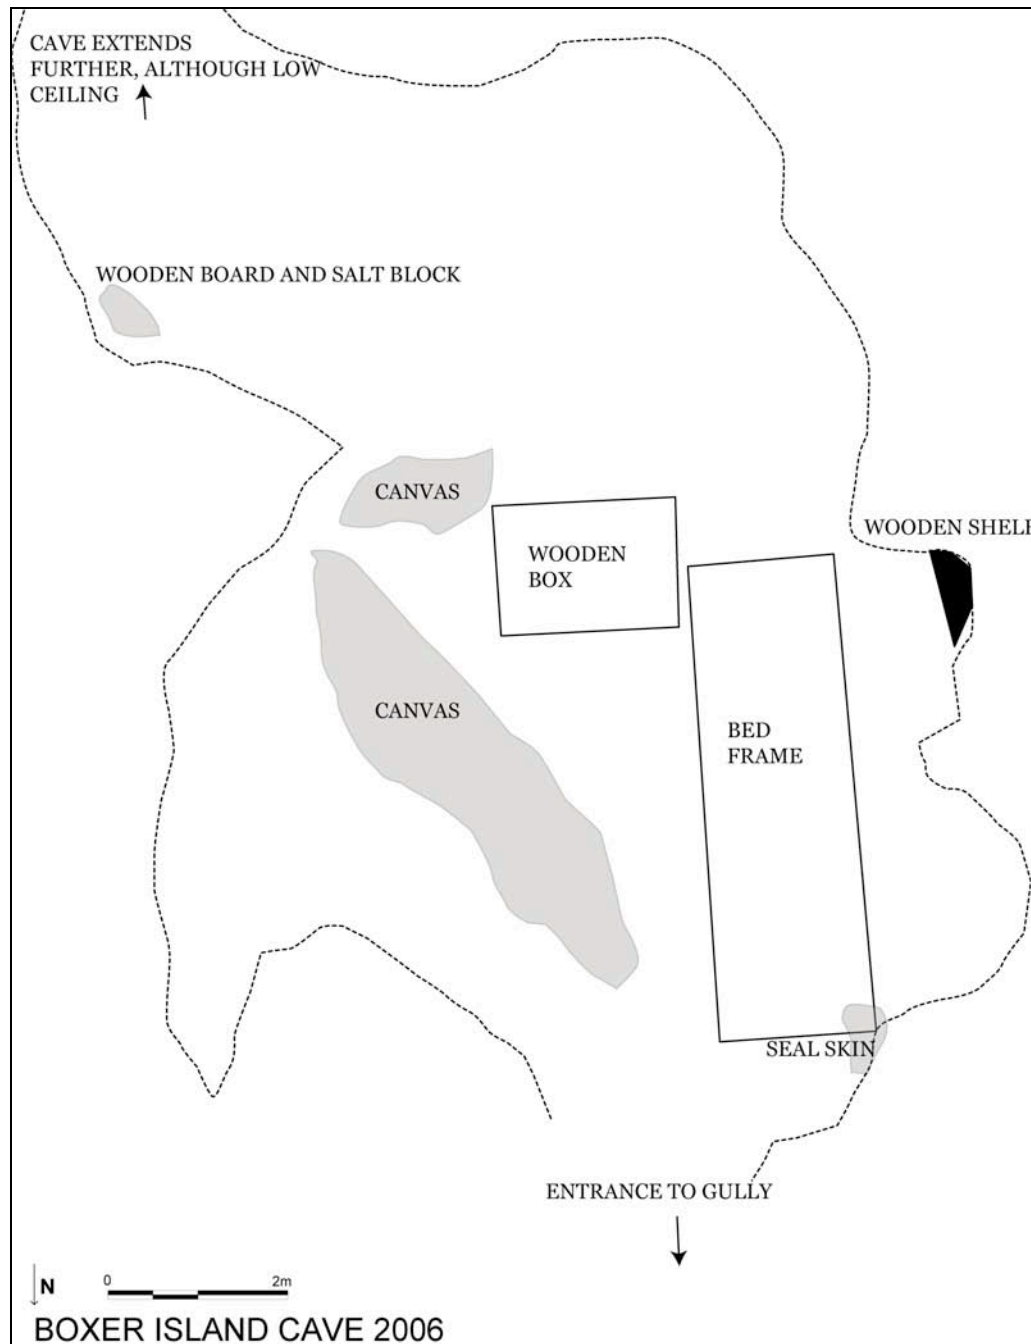 CAVE EXTENDS
FURTHER, ALTHOUGH LOW
CEILING
WOODEN BOARD AND SALT BLOCK
CANVAS
WOODEN SHELF
WOODEN
BOX
CANVAS
BED
FRAME
SEAL SKIN
ENTRANCE TO GULLY
N
0 2m
BOXER ISLAND CAVE 2006